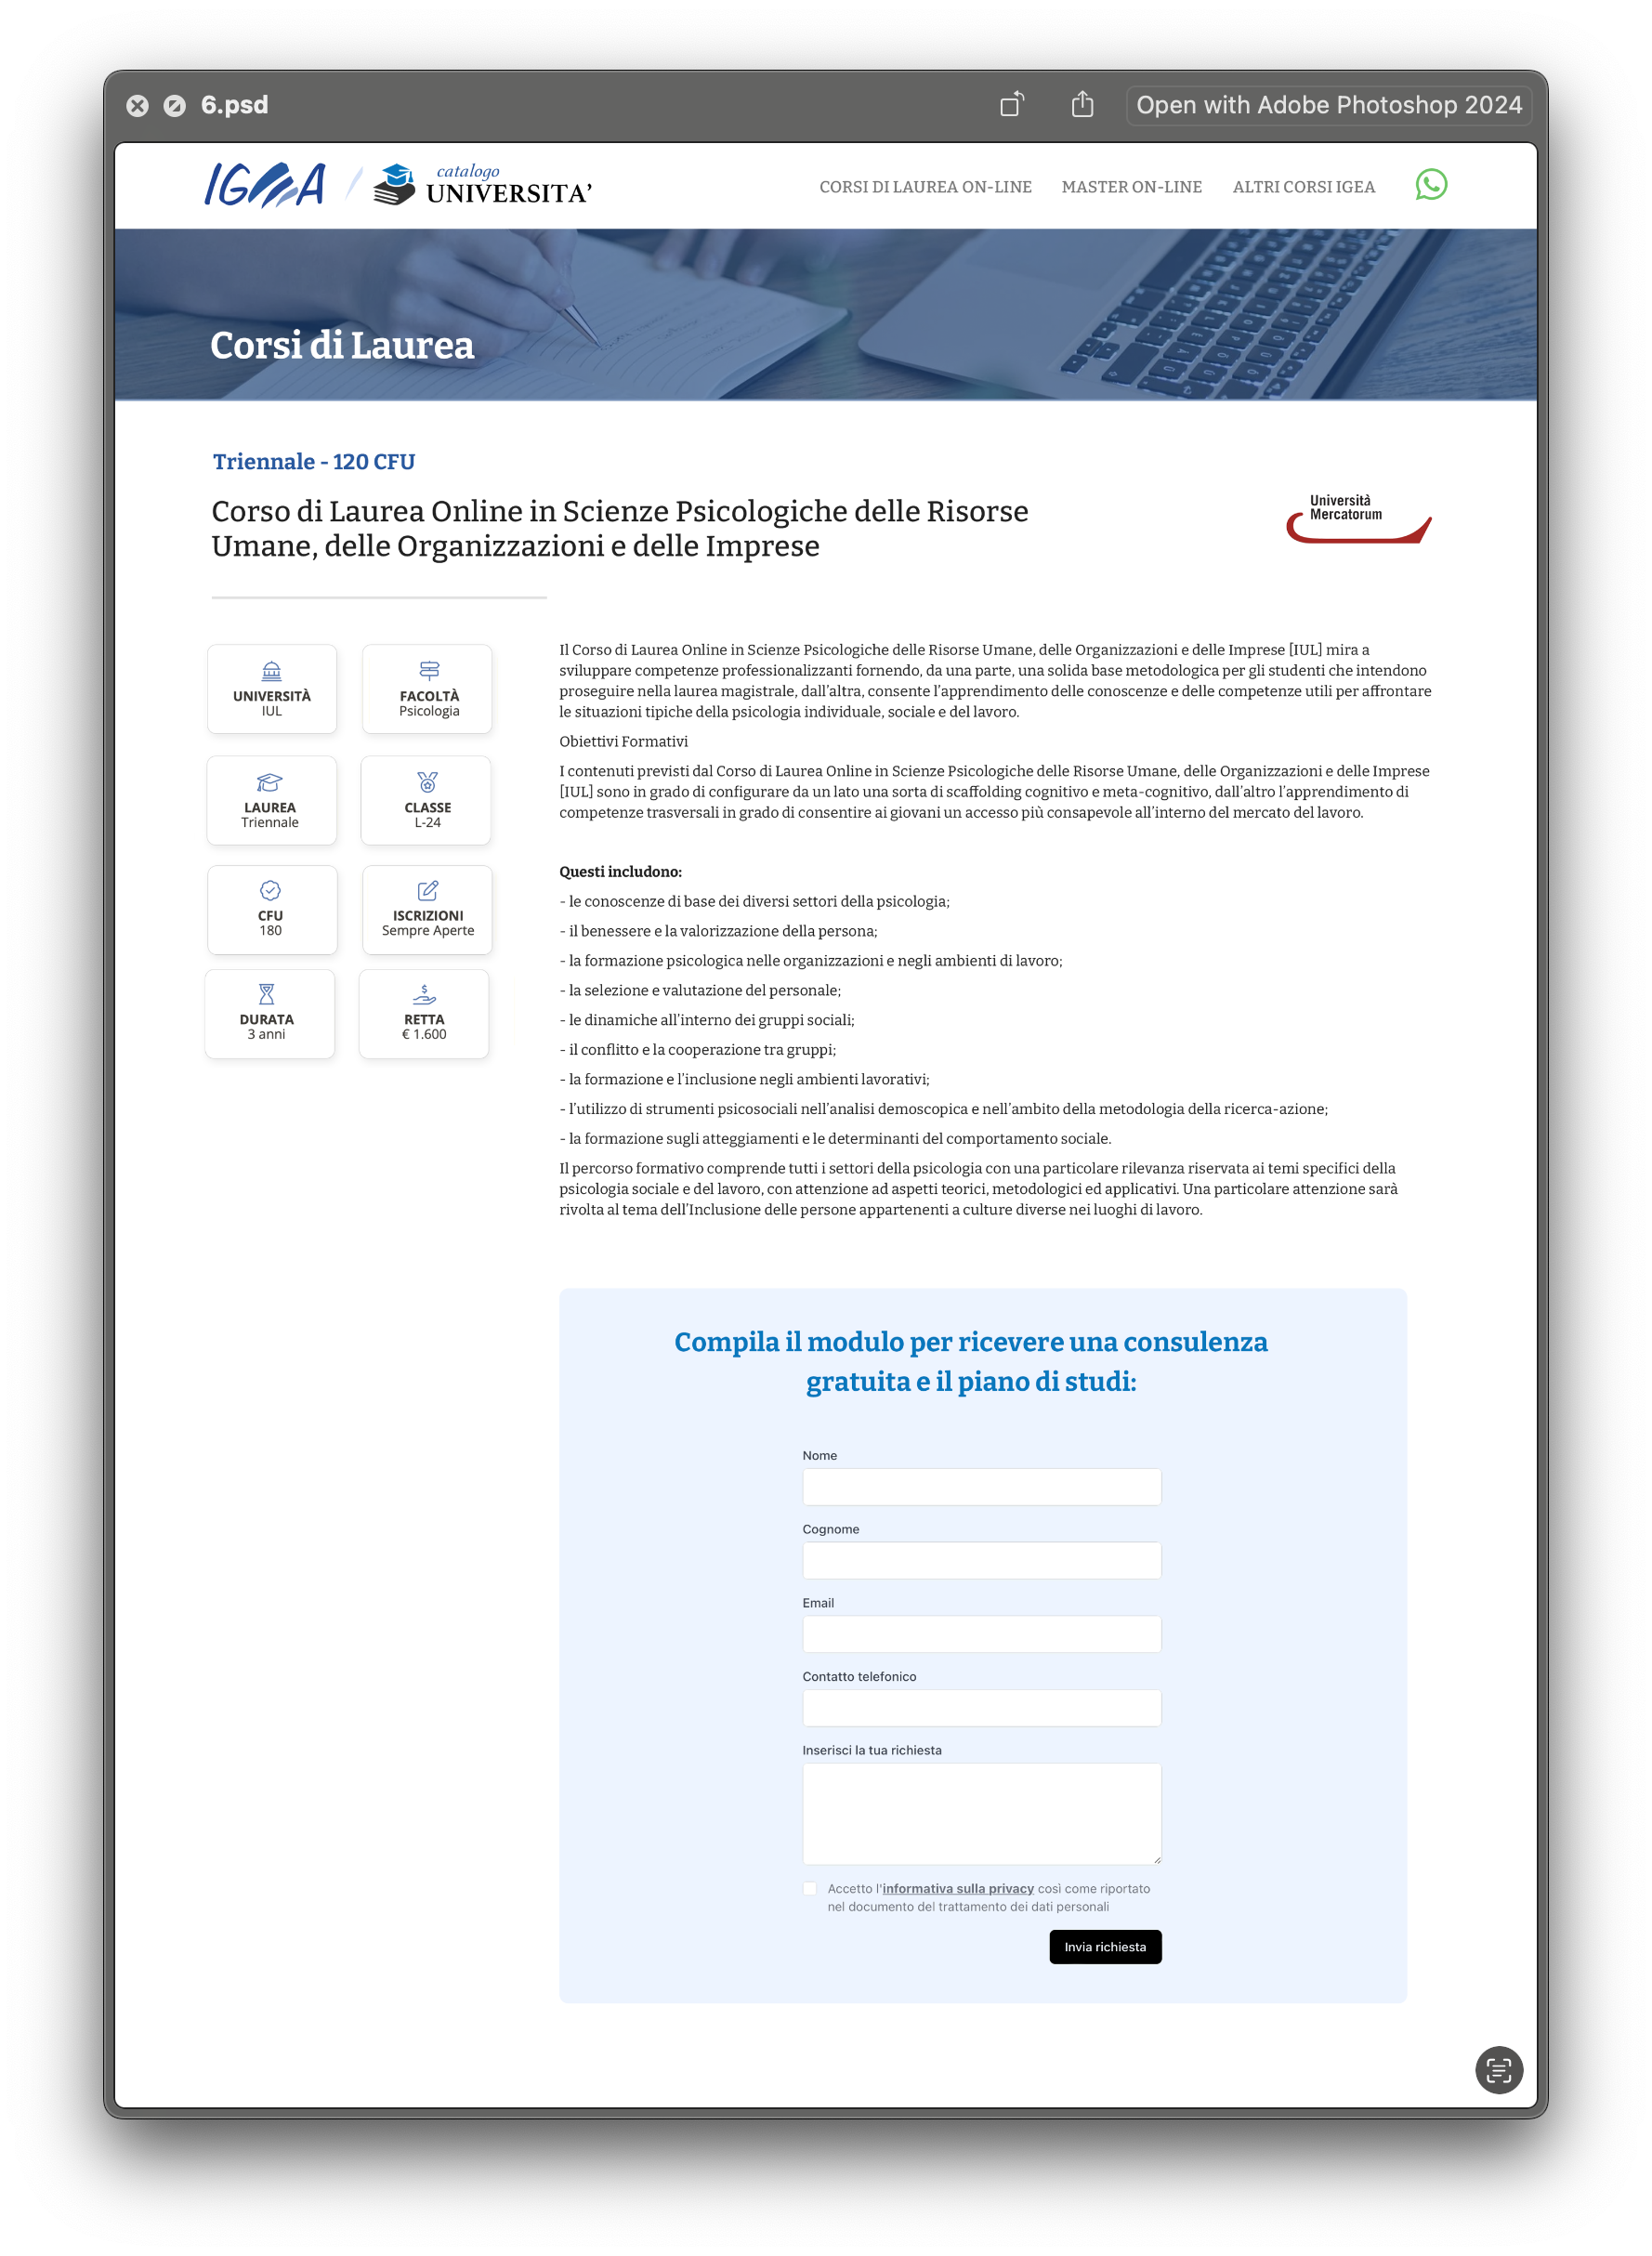 6.psd
Open with Adobe Photoshop 2024
IGEA
catalogo
UNIVERSITA'
CORSI DI LAUREA ON-LINE MASTER ON-LINE ALTRI CORSI IGEA
Corsi di Laurea
Triennale - 120 CFU
Corso di Laurea Online in Scienze Psicologiche delle Risorse
Umane, delle Organizzazioni e delle Imprese
Università
Mercatorum
UNIVERSITÀ
IUL
FACOLTÀ
Psicologia
LAUREA
Triennale
CLASSE
L-24
CFU
180
ISCRIZIONI
Sempre Aperte
DURATA
3 anni
RETTA
€ 1.600
Il Corso di Laurea Online in Scienze Psicologiche delle Risorse Umane, delle Organizzazioni e delle Imprese [IUL] mira a
sviluppare competenze professionalizzanti fornendo, da una parte, una solida base metodologica per gli studenti che intendono
proseguire nella laurea magistrale, dall'altra, consente l'apprendimento delle conoscenze e delle competenze utili per affrontare
le situazioni tipiche della psicologia individuale, sociale e del lavoro.
Obiettivi Formativi
I contenuti previsti dal Corso di Laurea Online in Scienze Psicologiche delle Risorse Umane, delle Organizzazioni e delle Imprese
[IUL] sono in grado di configurare da un lato una sorta di scaffolding cognitivo e meta-cognitivo, dall'altro l'apprendimento di
competenze trasversali in grado di consentire ai giovani un accesso più consapevole all'interno del mercato del lavoro.
Questi includono:
- le conoscenze di base dei diversi settori della psicologia;
- il benessere e la valorizzazione della persona;
- la formazione psicologica nelle organizzazioni e negli ambienti di lavoro;
- la selezione e valutazione del personale;
- le dinamiche all'interno dei gruppi sociali;
- il conflitto e la cooperazione tra gruppi;
- la formazione e l'inclusione negli ambienti lavorativi;
- l'utilizzo di strumenti psicosociali nell'analisi demoscopica e nell'ambito della metodologia della ricerca-azione;
- la formazione sugli atteggiamenti e le determinanti del comportamento sociale.
Il percorso formativo comprende tutti i settori della psicologia con una particolare rilevanza riservata ai temi specifici della
psicologia sociale e del lavoro, con attenzione ad aspetti teorici, metodologici ed applicativi. Una particolare attenzione sarà
rivolta al tema dell'Inclusione delle persone appartenenti a culture diverse nei luoghi di lavoro.
Compila il modulo per ricevere una consulenza
gratuita e il piano di studi:
Nome
Cognome
Email
Contatto telefonico
Inserisci la tua richiesta
Accetto l'informativa sulla privacy così come riportato
nel documento del trattamento dei dati personali
Invia richiesta